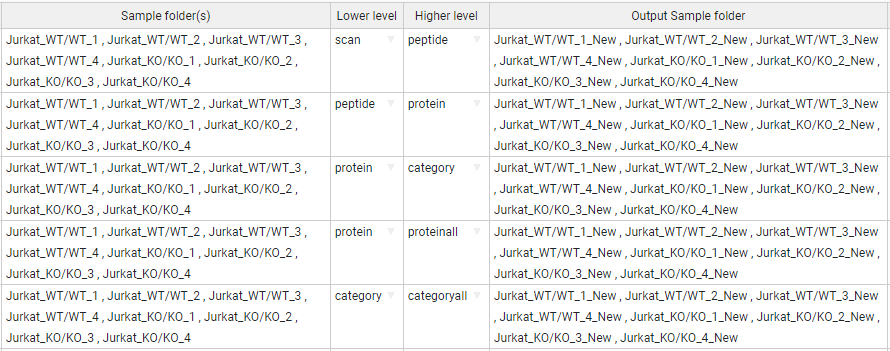 Sample folder(s) Lower level Higher level Output Sample folder
Jurkat_WT/WT_1 , Jurkat_WT/WT_2 , Jurkat_WT/WT_3 , scan peptide Jurkat_WT/WT_1_New , Jurkat_WT/WT_2_New , Jurkat_WT/WT_3_New
Jurkat_WT/WT_4 , Jurkat_KO/KO_1 , Jurkat_KO/KO_2 , , Jurkat_WT/WT_4_New , Jurkat_KO/KO_1_New , Jurkat_KO/KO_2_New ,
Jurkat_KO/KO_3 , Jurkat_KO/KO_4 Jurkat_KO/KO_3_New , Jurkat_KO/KO_4_New
Jurkat_WT/WT_1 , Jurkat_WT/WT_2 , Jurkat_WT/WT_3 , peptide protein Jurkat_WT/WT_1_New , Jurkat_WT/WT_2_New , Jurkat_WT/WT_3_New
Jurkat_WT/WT_4 , Jurkat_KO/KO_1 , Jurkat_KO/KO_2 , , Jurkat_WT/WT_4_New , Jurkat_KO/KO_1_New , Jurkat_KO/KO_2_New ,
Jurkat_KO/KO_3 , Jurkat_KO/KO_4 Jurkat_KO/KO_3_New , Jurkat_KO/KO_4_New
Jurkat_WT/WT_1 , Jurkat_WT/WT_2 , Jurkat_WT/WT_3 , protein category Jurkat_WT/WT_1_New , Jurkat_WT/WT_2_New , Jurkat_WT/WT_3_New
Jurkat_WT/WT_4 , Jurkat_KO/KO_1 , Jurkat_KO/KO_2 , , Jurkat_WT/WT_4_New , Jurkat_KO/KO_1_New , Jurkat_KO/KO_2_New ,
Jurkat_KO/KO_3 , Jurkat_KO/KO_4 Jurkat_KO/KO_3_New , Jurkat_KO/KO_4_New
Jurkat_WT/WT_1 , Jurkat_WT/WT_2 , Jurkat_WT/WT_3 , protein proteinall Jurkat_WT/WT_1_New , Jurkat_WT/WT_2_New , Jurkat_WT/WT_3_New
Jurkat_WT/WT_4 , Jurkat_KO/KO_1 , Jurkat_KO/KO_2 , , Jurkat_WT/WT_4_New , Jurkat_KO/KO_1_New , Jurkat_KO/KO_2_New ,
Jurkat_KO/KO_3 , Jurkat_KO/KO_4 Jurkat_KO/KO_3_New , Jurkat_KO/KO_4_New
Jurkat_WT/WT_1 , Jurkat_WT/WT_2 , Jurkat_WT/WT_3 , category categoryall Jurkat_WT/WT_1_New , Jurkat_WT/WT_2_New , Jurkat_WT/WT_3_New
Jurkat_WT/WT_4 , Jurkat_KO/KO_1 , Jurkat_KO/KO_2 , , Jurkat_WT/WT_4_New , Jurkat_KO/KO_1_New , Jurkat_KO/KO_2_New ,
Jurkat_KO/KO_3 , Jurkat_KO/KO_4 Jurkat_KO/KO_3_New , Jurkat_KO/KO_4_New